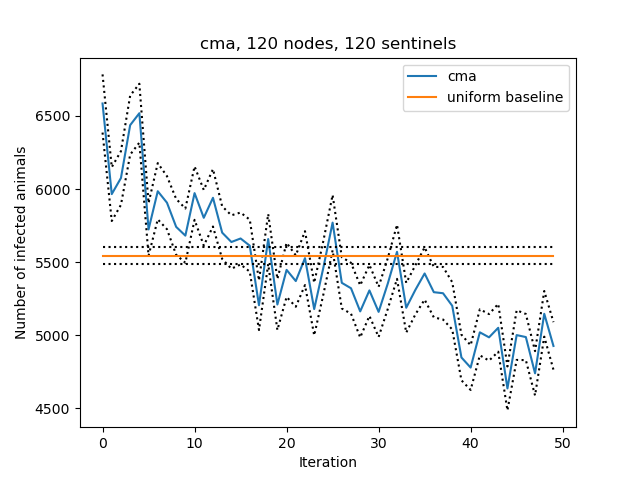 cma, 120 nodes, 120 sentinels
cma
uniform baseline
Number of infected animals
6500
6000
5500
5000
4500
0 10 20 30 40 50
Iteration